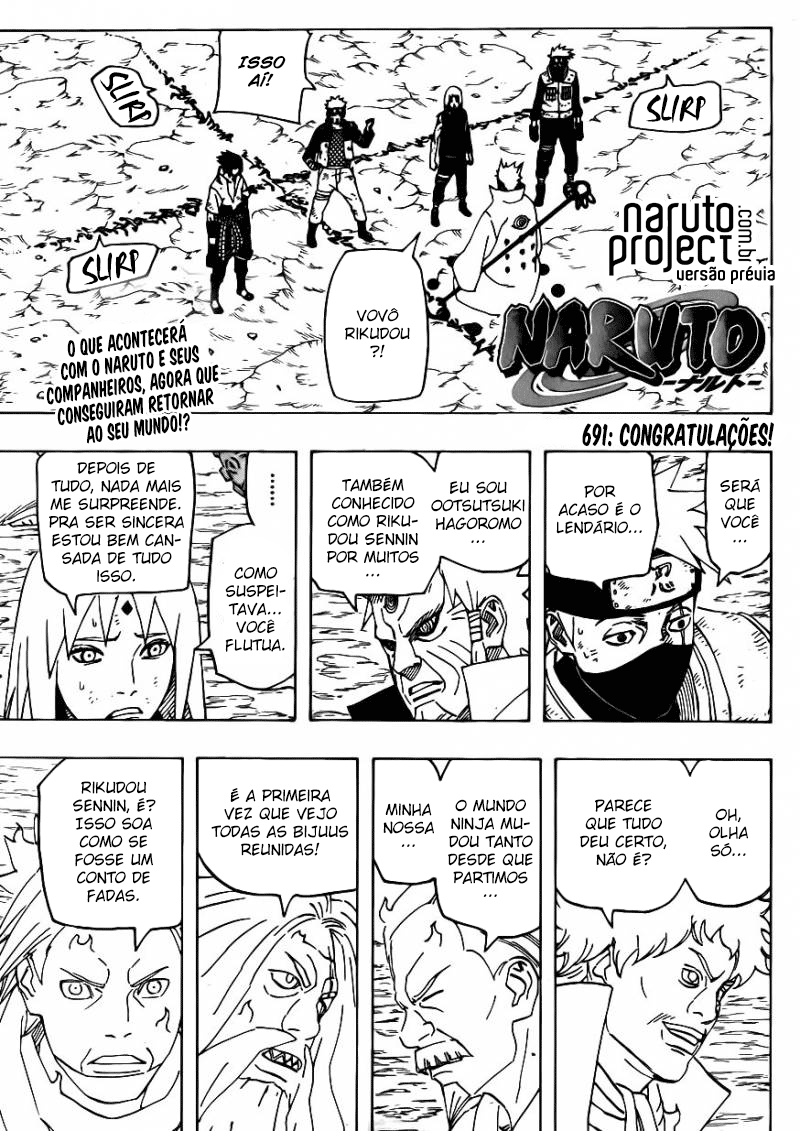 ISSO
AÍ!
SLIRP
SLIRP
SLIRP
VOVÔ
RIKUDOU
?!
naruto
project
.com.br
versão prévia
NARUTO
-ナルト-
O QUE ACONTECERÁ
COM O NARUTO E SEUS
COMPANHEIROS, AGORA QUE
CONSEGUIRAM RETORNAR
AO SEU MUNDO!?
691: CONGRATULAÇÕES!
SERÁ
QUE
VOCÊ
...
POR
ACASO É O
LENDÁRIO...
EU SOU
OOTSUTSUKI
HAGOROMO
...
TAMBÉM
CONHECIDO
COMO RIKU-
DOU SENNIN
POR MUITOS
...
........
COMO
SUSPEI-
TAVA...
VOCÊ
FLUTUA.
DEPOIS DE
TUDO, NADA MAIS
ME SURPREENDE.
PRA SER SINCERA
ESTOU BEM CAN-
SADA DE TUDO
ISSO.
OH,
OLHA
SÓ...
PARECE
QUE TUDO
DEU CERTO,
NÃO É?
O MUNDO
NINJA MU-
DOU TANTO
DESDE QUE
PARTIMOS
...
MINHA
NOSSA
...
É A PRIMEIRA
VEZ QUE VEJO
TODAS AS BIJUUS
REUNIDAS!
RIKUDOU
SENNIN, É?
ISSO SOA
COMO SE
FOSSE UM
CONTO DE
FADAS.